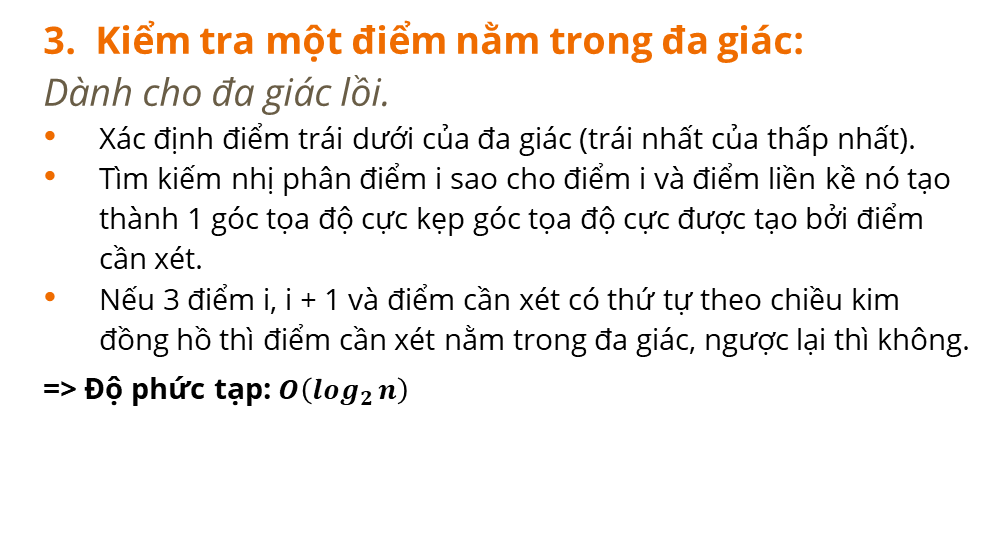 3. Kiểm tra một điểm nằm trong đa giác:
Dành cho đa giác lồi.
• Xác định điểm trái dưới của đa giác (trái nhất của thấp nhất).
• Tìm kiếm nhị phân điểm i sao cho điểm i và điểm liền kề nó tạo
thành 1 góc tọa độ cực kẹp góc tọa độ cực được tạo bởi điểm
cần xét.
• Nếu 3 điểm i, i + 1 và điểm cần xét có thứ tự theo chiều kim
đồng hồ thì điểm cần xét nằm trong đa giác, ngược lại thì không.
=> Độ phức tạp: O(log₂ n)